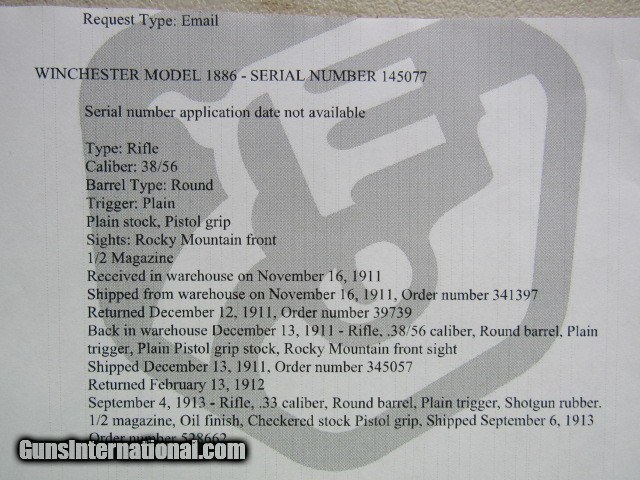 Request Type: Email
WINCHESTER MODEL 1886 - SERIAL NUMBER 145077
Serial number application date not available
Type: Rifle
Caliber: 38/56
Barrel Type: Round
Trigger: Plain
Plain stock, Pistol grip
Sights: Rocky Mountain front
1/2 Magazine
Received in warehouse on November 16, 1911
Shipped from warehouse on November 16, 1911, Order number 341397
Returned December 12, 1911, Order number 39739
Back in warehouse December 13, 1911 - Rifle, .38/56 caliber, Round barrel, Plain
trigger, Plain Pistol grip stock, Rocky Mountain front sight
Shipped December 13, 1911, Order number 345057
Returned February 13, 1912
September 4, 1913 - Rifle, .33 caliber, Round barrel, Plain trigger, Shotgun rubber.
1/2 magazine, Oil finish, Checkered stock Pistol grip, Shipped September 6, 1913
Order number 528662
GunsInternational.com